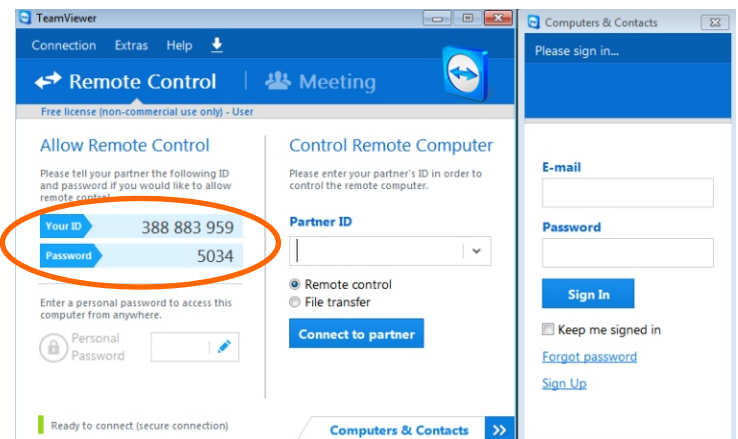 TeamViewer
Connection Extras Help
Remote Control
Meeting
Free license (non-commercial use only) - User
Allow Remote Control
Please tell your partner the following ID
and password if you would like to allow
remote control.
Your ID 388 883 959
Password 5034
Enter a personal password to access this
computer from anywhere.
Personal
Password
Ready to connect (secure connection)
Control Remote Computer
Please enter your partner's ID in order to
control the remote computer.
Partner ID
Remote control
File transfer
Connect to partner
Computers & Contacts
Computers & Contacts
Please sign in...
E-mail
Password
Sign In
Keep me signed in
Forgot password
Sign Up